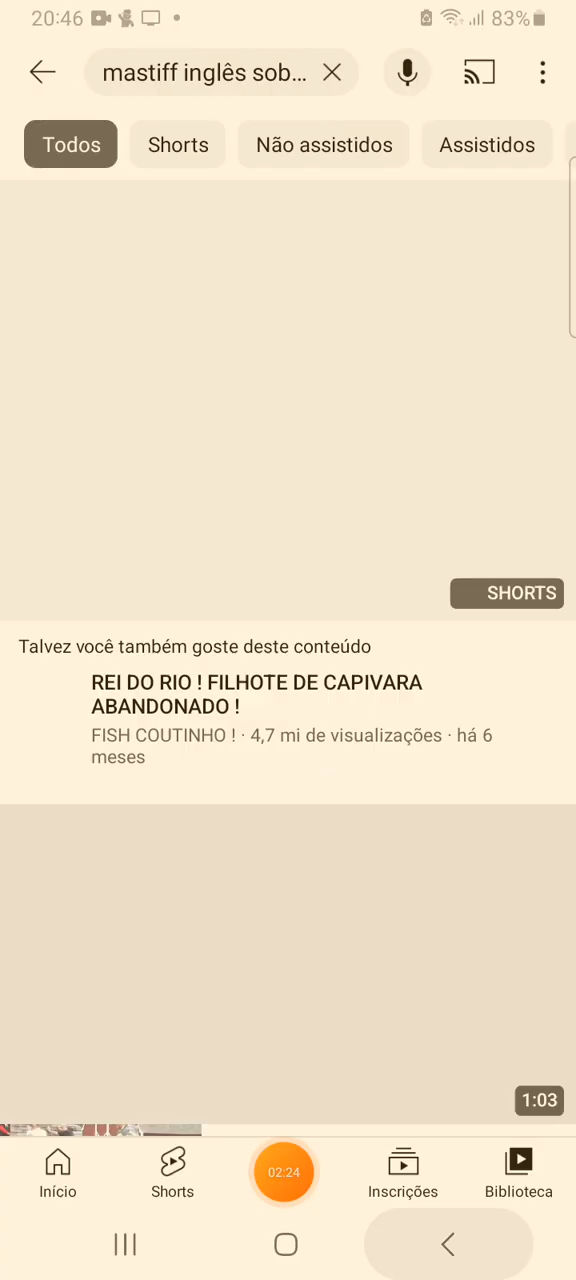 20:46
83%
mastiff inglês sob...
Todos
Shorts
Não assistidos
Assistidos
SHORTS
Talvez você também goste deste conteúdo
REI DO RIO ! FILHOTE DE CAPIVARA
ABANDONADO !
FISH COUTINHO ! · 4,7 mi de visualizações · há 6
meses
1:03
Início
Shorts
02:24
Inscrições
Biblioteca